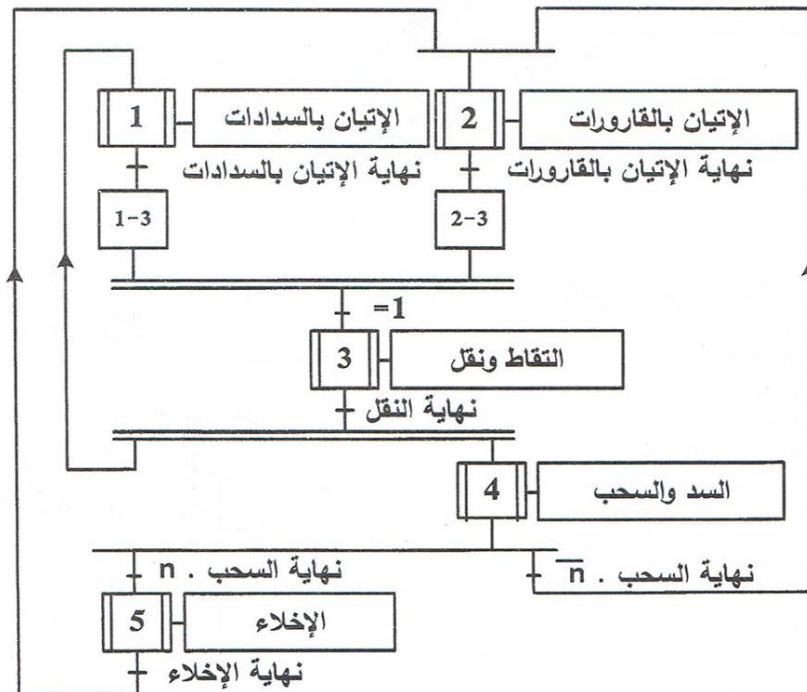 1 الإتيان بالسدادات
2 الإتيان بالقارورات
نهاية الإتيان بالسدادات
نهاية الإتيان بالقارورات
1-3
2-3
=1
3 التقاط ونقل
نهاية النقل
4 السد والسحب
نهاية السحب . n
نهاية السحب . n̅
5 الإخلاء
نهاية الإخلاء